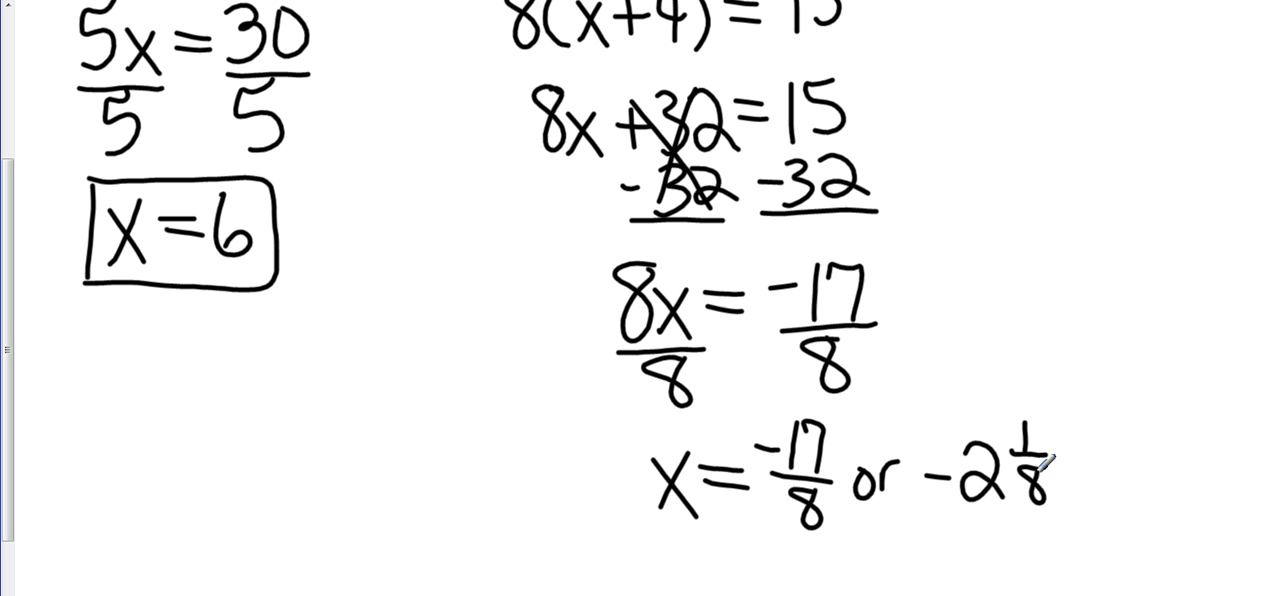 5x = 30
5 5
x = 6
8(x+4) = 15
8x +32 = 15
-32 -32
8x = -17
8 8
x = -17/8 or -2 1/8